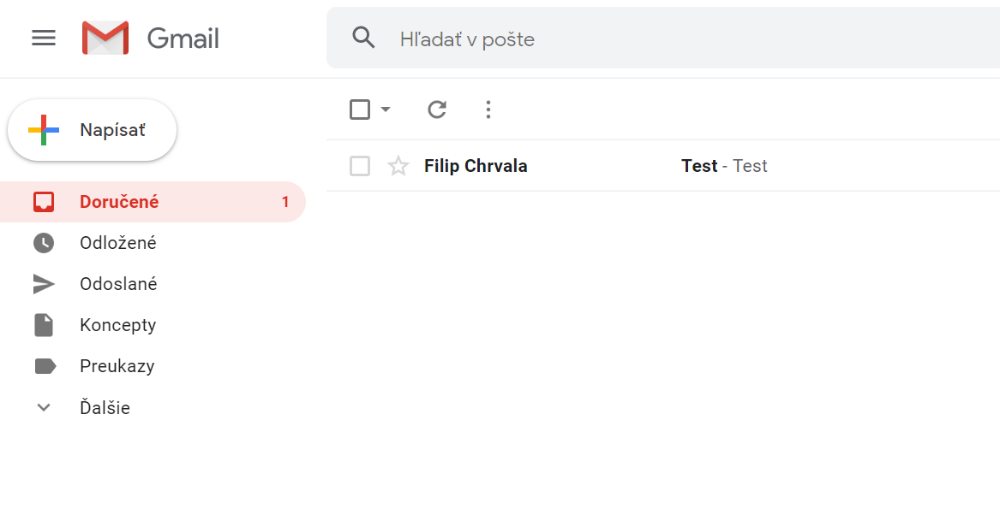 Gmail
Hľadať v pošte
Napísať
Filip Chrvala Test - Test
Doručené 1
Odložené
Odoslané
Koncepty
Preukazy
Ďalšie